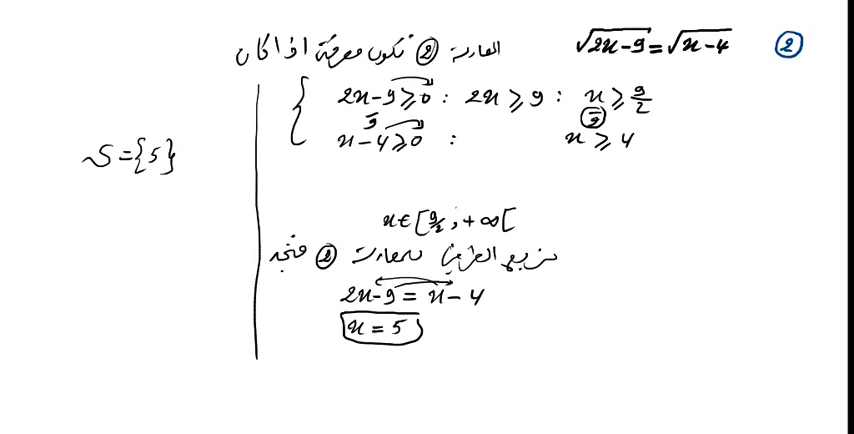 ② √2x-9 = √x-4 المعادلة ② تكون معرفة اذا كان
2x-9 ≥ 0 : 2x ≥ 9 : x ≥ 9/2
x-4 ≥ 0 : x ≥ 4
S = {5}
x ∈ [9/2 ; +∞[
نربع الطرفين للمعادلة ② فنجد
2x-9 = x-4
x = 5